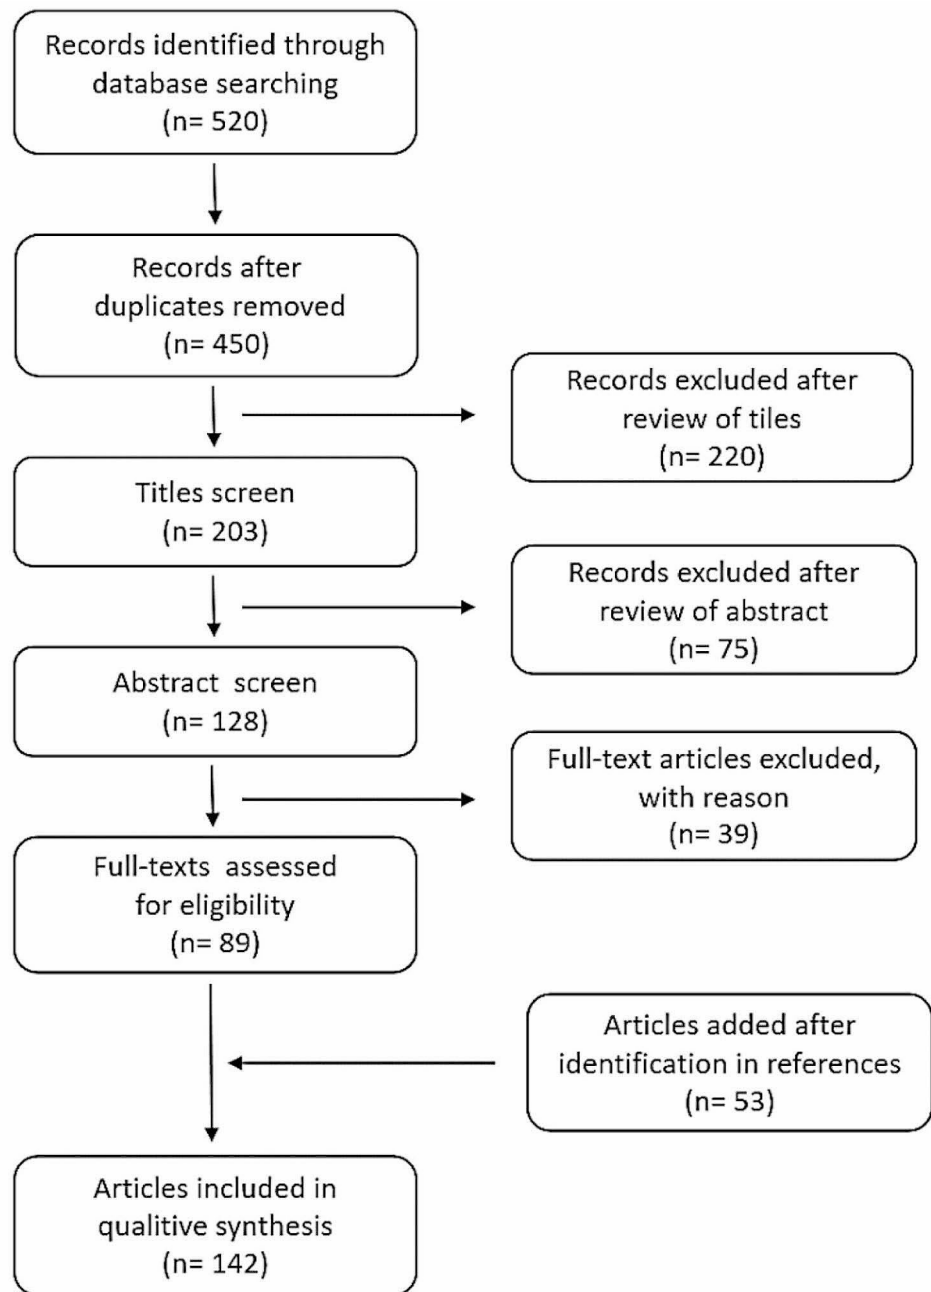 Records identified through
database searching
(n= 520)
Records after
duplicates removed
(n= 450)
Records excluded after
review of tiles
(n= 220)
Titles screen
(n= 203)
Records excluded after
review of abstract
(n= 75)
Abstract screen
(n= 128)
Full-text articles excluded,
with reason
(n= 39)
Full-texts assessed
for eligibility
(n= 89)
Articles added after
identification in references
(n= 53)
Articles included in
qualitive synthesis
(n= 142)